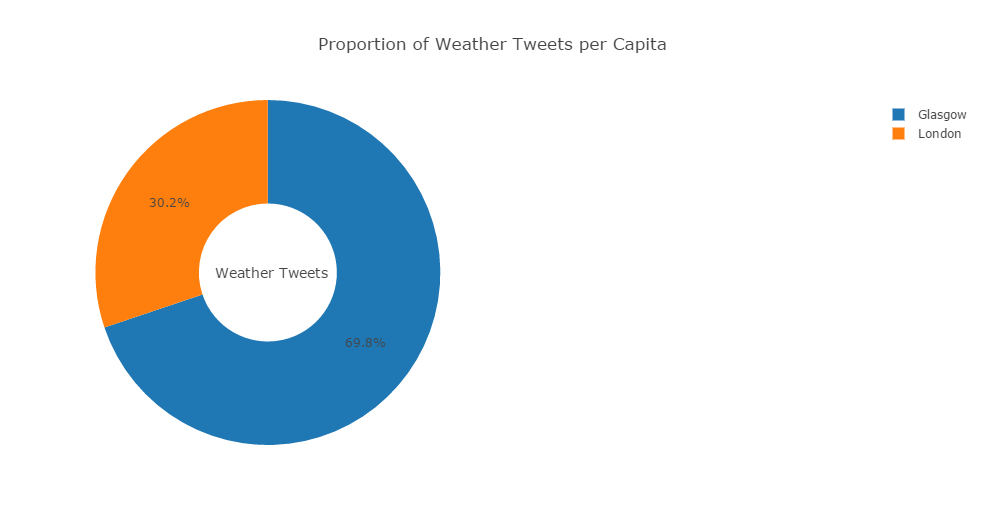 Proportion of Weather Tweets per Capita
Glasgow
London
30.2%
Weather Tweets
69.8%